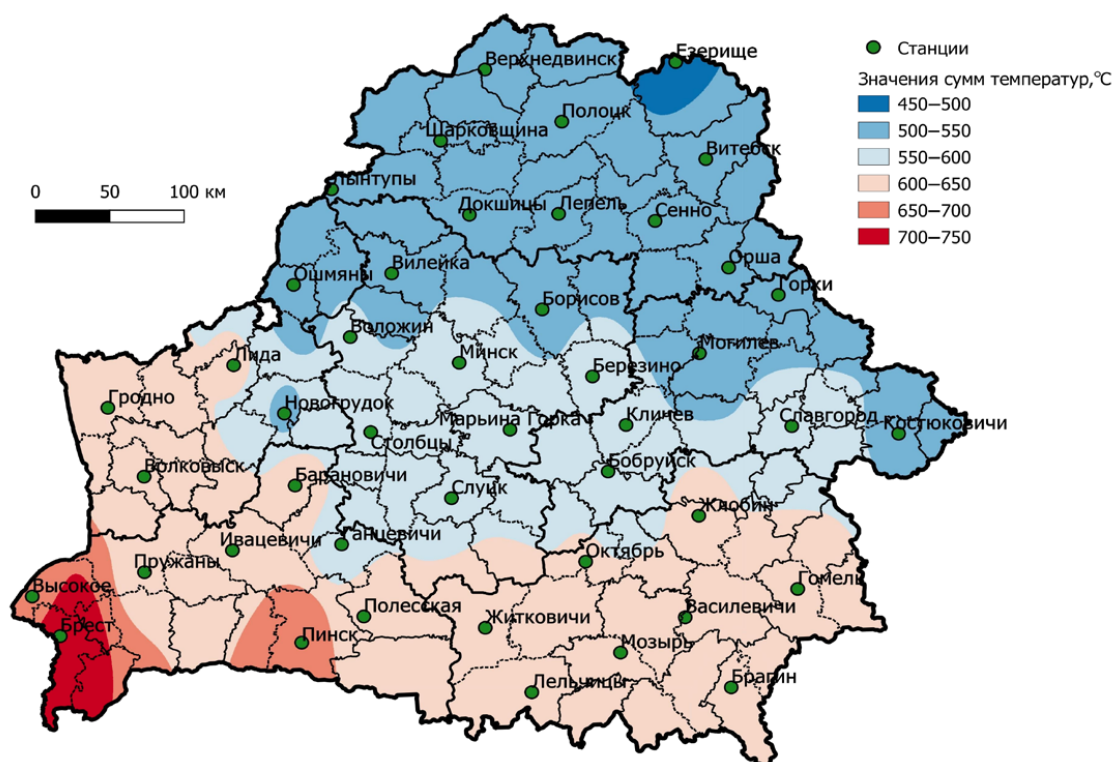 Езерище
Верхнедвинск
Полоцк
Шарковщина
Витебск
Лынтупы
Докшицы
Лепель
Сенно
Орша
Вилейка
Ошмяны
Горки
Борисов
Воложин
Могилев
Минск
Лида
Березино
Гродно
Новогрудок
Марьина Горка
Кличев
Славгород
Костюковичи
Столбцы
Волковыск
Барановичи
Бобруйск
Слуцк
Жлобин
Ивацевичи
Ганцевичи
Октябрь
Пружаны
Высокое
Гомель
Полесская
Житковичи
Василевичи
Брест
Пинск
Мозырь
Лельчицы
Брагин
0 50 100 км
Станции
Значения сумм температур,°C
450–500
500–550
550–600
600–650
650–700
700–750